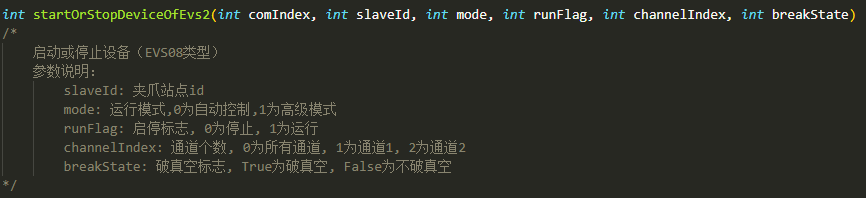 int startOrStopDeviceOfEvs2(int comIndex, int slaveId, int mode, int runFlag, int channelIndex, int breakState)
/*
    启动或停止设备（EVS08类型）
    参数说明:
        slaveId: 夹爪站点id
        mode: 运行模式,0为自动控制,1为高级模式
        runFlag: 启停标志, 0为停止, 1为运行
        channelIndex: 通道个数, 0为所有通道, 1为通道1, 2为通道2
        breakState: 破真空标志, True为破真空, False为不破真空
*/